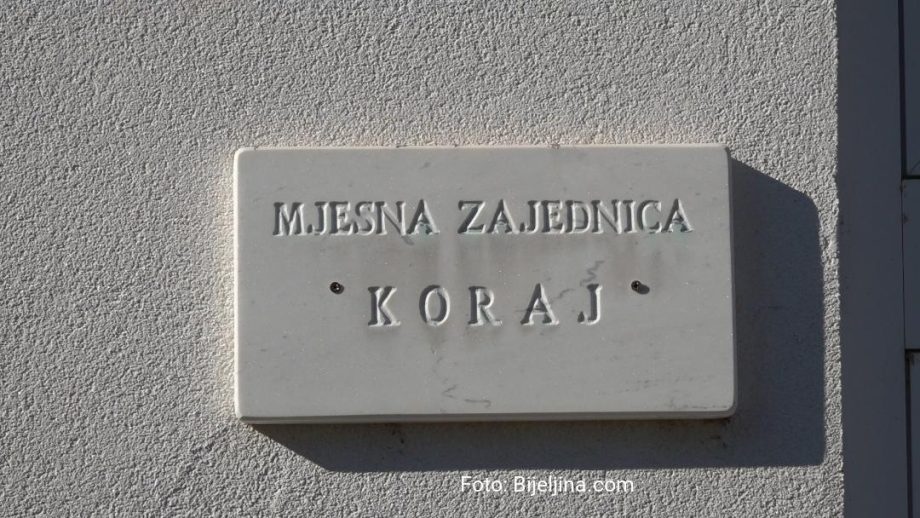 MJESNA ZAJEDNICA
KORAJ
Foto: Bijeljina.com